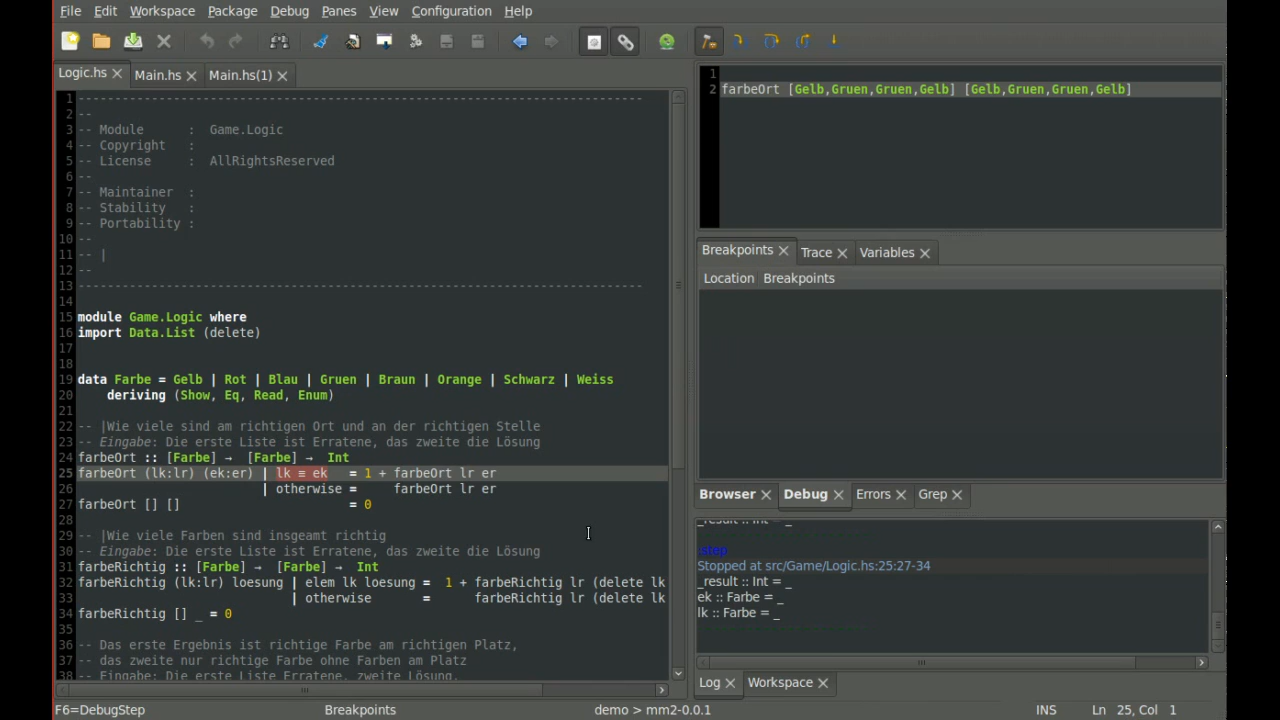 File Edit Workspace Package Debug Panes View Configuration Help
Logic.hs Main.hs Main.hs(1)
1 -----------------------------------------------------------------------------
2 --
3 -- Module : Game.Logic
4 -- Copyright :
5 -- License : AllRightsReserved
6 --
7 -- Maintainer :
8 -- Stability :
9 -- Portability :
10 --
11 -- |
12 --
13 -----------------------------------------------------------------------------
14
15 module Game.Logic where
16 import Data.List (delete)
17
18
19 data Farbe = Gelb | Rot | Blau | Gruen | Braun | Orange | Schwarz | Weiss
20 deriving (Show, Eq, Read, Enum)
21
22 -- |Wie viele sind am richtigen Ort und an der richtigen Stelle
23 -- Eingabe: Die erste Liste ist Erratene, das zweite die Lösung
24 farbeOrt :: [Farbe] → [Farbe] → Int
25 farbeOrt (lk:lr) (ek:er) | lk ≡ ek = 1 + farbeOrt lr er
26 | otherwise = farbeOrt lr er
27 farbeOrt [] [] = 0
28
29 -- |Wie viele Farben sind insgeamt richtig
30 -- Eingabe: Die erste Liste ist Erratene, das zweite die Lösung
31 farbeRichtig :: [Farbe] → [Farbe] → Int
32 farbeRichtig (lk:lr) loesung | elem lk loesung = 1 + farbeRichtig lr (delete lk
33 | otherwise = farbeRichtig lr (delete lk
34 farbeRichtig [] _ = 0
35
36 -- Das erste Ergebnis ist richtige Farbe am richtigen Platz,
37 -- das zweite nur richtige Farbe ohne Farben am Platz
38 -- Eingabe: Die erste Liste ist Erratene, zweite Lösung.
1
2 farbeOrt [Gelb,Gruen,Gruen,Gelb] [Gelb,Gruen,Gruen,Gelb]
Breakpoints Trace Variables
Location Breakpoints
Browser Debug Errors Grep
_result :: Int = _
:step
Stopped at src/Game/Logic.hs:25:27-34
_result :: Int = _
ek :: Farbe = _
lk :: Farbe = _
Log Workspace
F6=DebugStep Breakpoints demo > mm2-0.0.1 INS Ln 25, Col 1